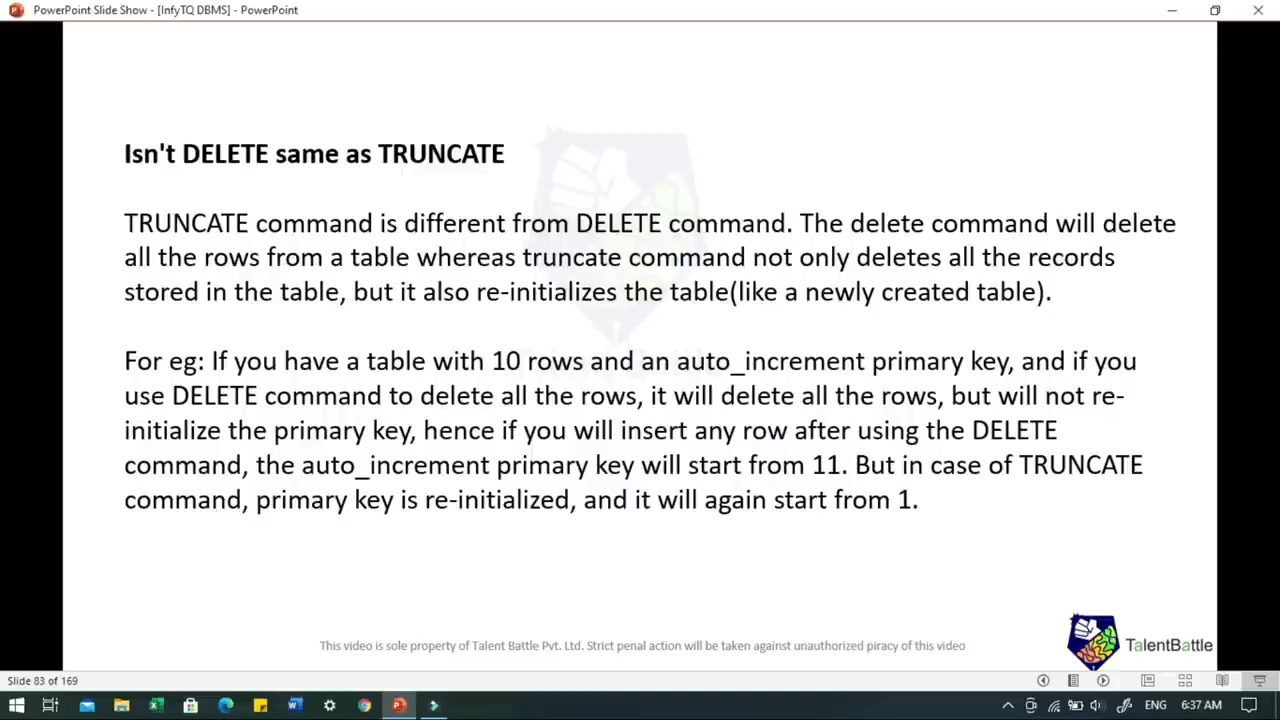 PowerPoint Slide Show - [InfyTQ DBMS] - PowerPoint
Isn't DELETE same as TRUNCATE
TRUNCATE command is different from DELETE command. The delete command will delete
all the rows from a table whereas truncate command not only deletes all the records
stored in the table, but it also re-initializes the table(like a newly created table).
For eg: If you have a table with 10 rows and an auto_increment primary key, and if you
use DELETE command to delete all the rows, it will delete all the rows, but will not re-
initialize the primary key, hence if you will insert any row after using the DELETE
command, the auto_increment primary key will start from 11. But in case of TRUNCATE
command, primary key is re-initialized, and it will again start from 1.
This video is sole property of Talent Battle Pvt. Ltd. Strict penal action will be taken against unauthorized piracy of this video
TalentBattle
Slide 83 of 169
ENG
6:37 AM